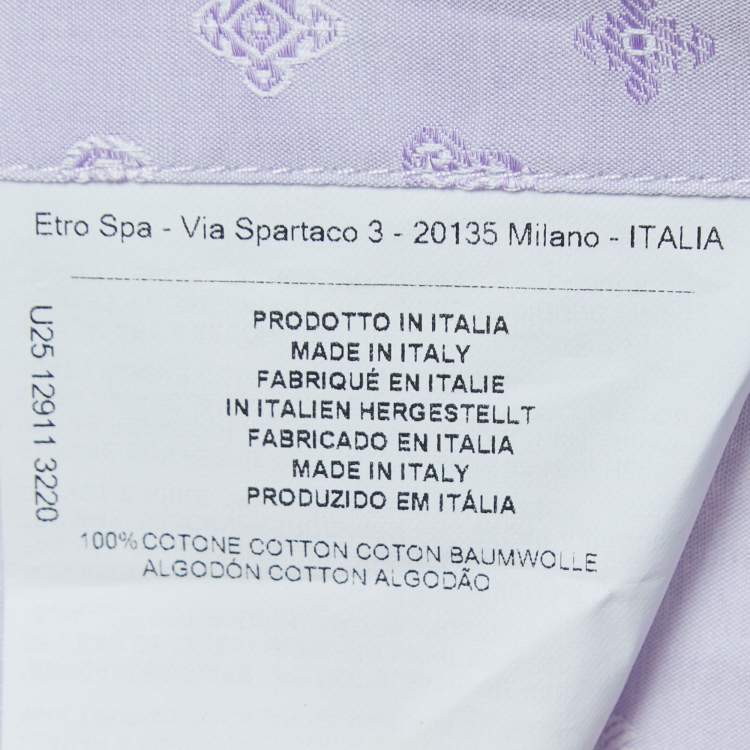 Etro Spa - Via Spartaco 3 - 20135 Milano - ITALIA
PRODOTTO IN ITALIA
MADE IN ITALY
FABRIQUÉ EN ITALIE
IN ITALIEN HERGESTELLT
FABRICADO EN ITALIA
MADE IN ITALY
PRODUZIDO EM ITÁLIA
U25 12911 3220
100% COTONE COTTON COTON BAUMWOLLE
ALGODÓN COTTON ALGODÃO